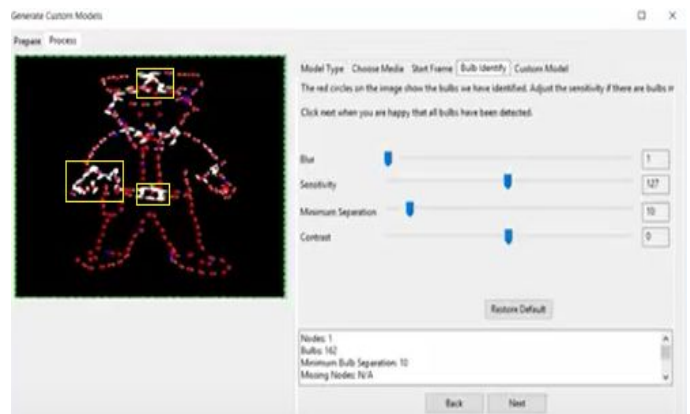 Generate Custom Models
Prepare Process
Model Type Choose Media Start Frame Bulb Identify Custom Model
The red circles on the image show the bulbs we have identified. Adjust the sensitivity if there are bulbs
Click next when you are happy that all bulbs have been detected.
Blur 1
Sensitivity 127
Minimum Separation 10
Contrast 0
Restore Default
Nodes: 1
Bulbs: 162
Minimum Bulb Separation: 10
Missing Nodes: N/A
Back Next